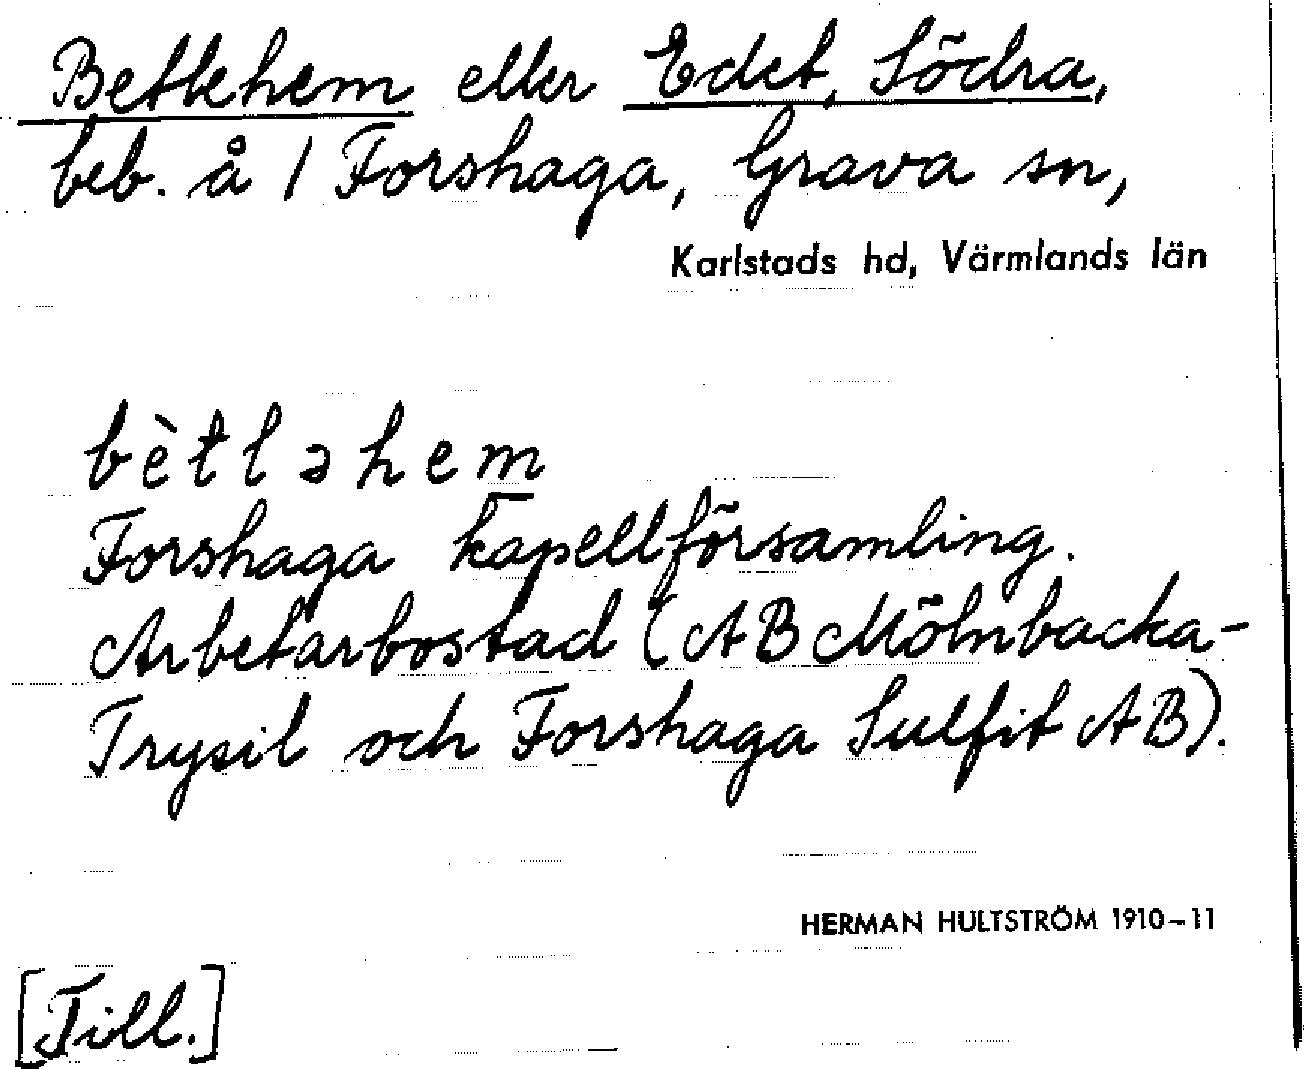 Betlehem eller Edet, Södra,
beb. å 1 Forshaga, Grava sn,
Karlstads hd, Värmlands län
bètləhem
Forshaga kapellförsamling.
Arbetarbostad (AB Mölnbacka-
Trysil och Forshaga Sulfit AB).
HERMAN HULTSTRÖM 1910-11
[Till.]